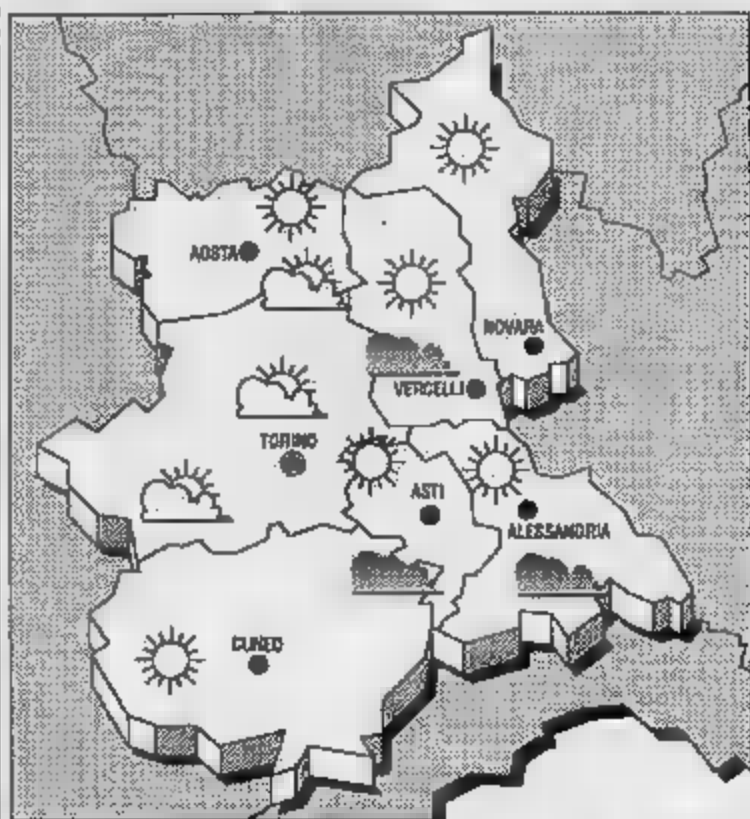 AOSTA
NOVARA
VERCELLI
TORINO
ASTI
ALESSANDRIA
CUNEO